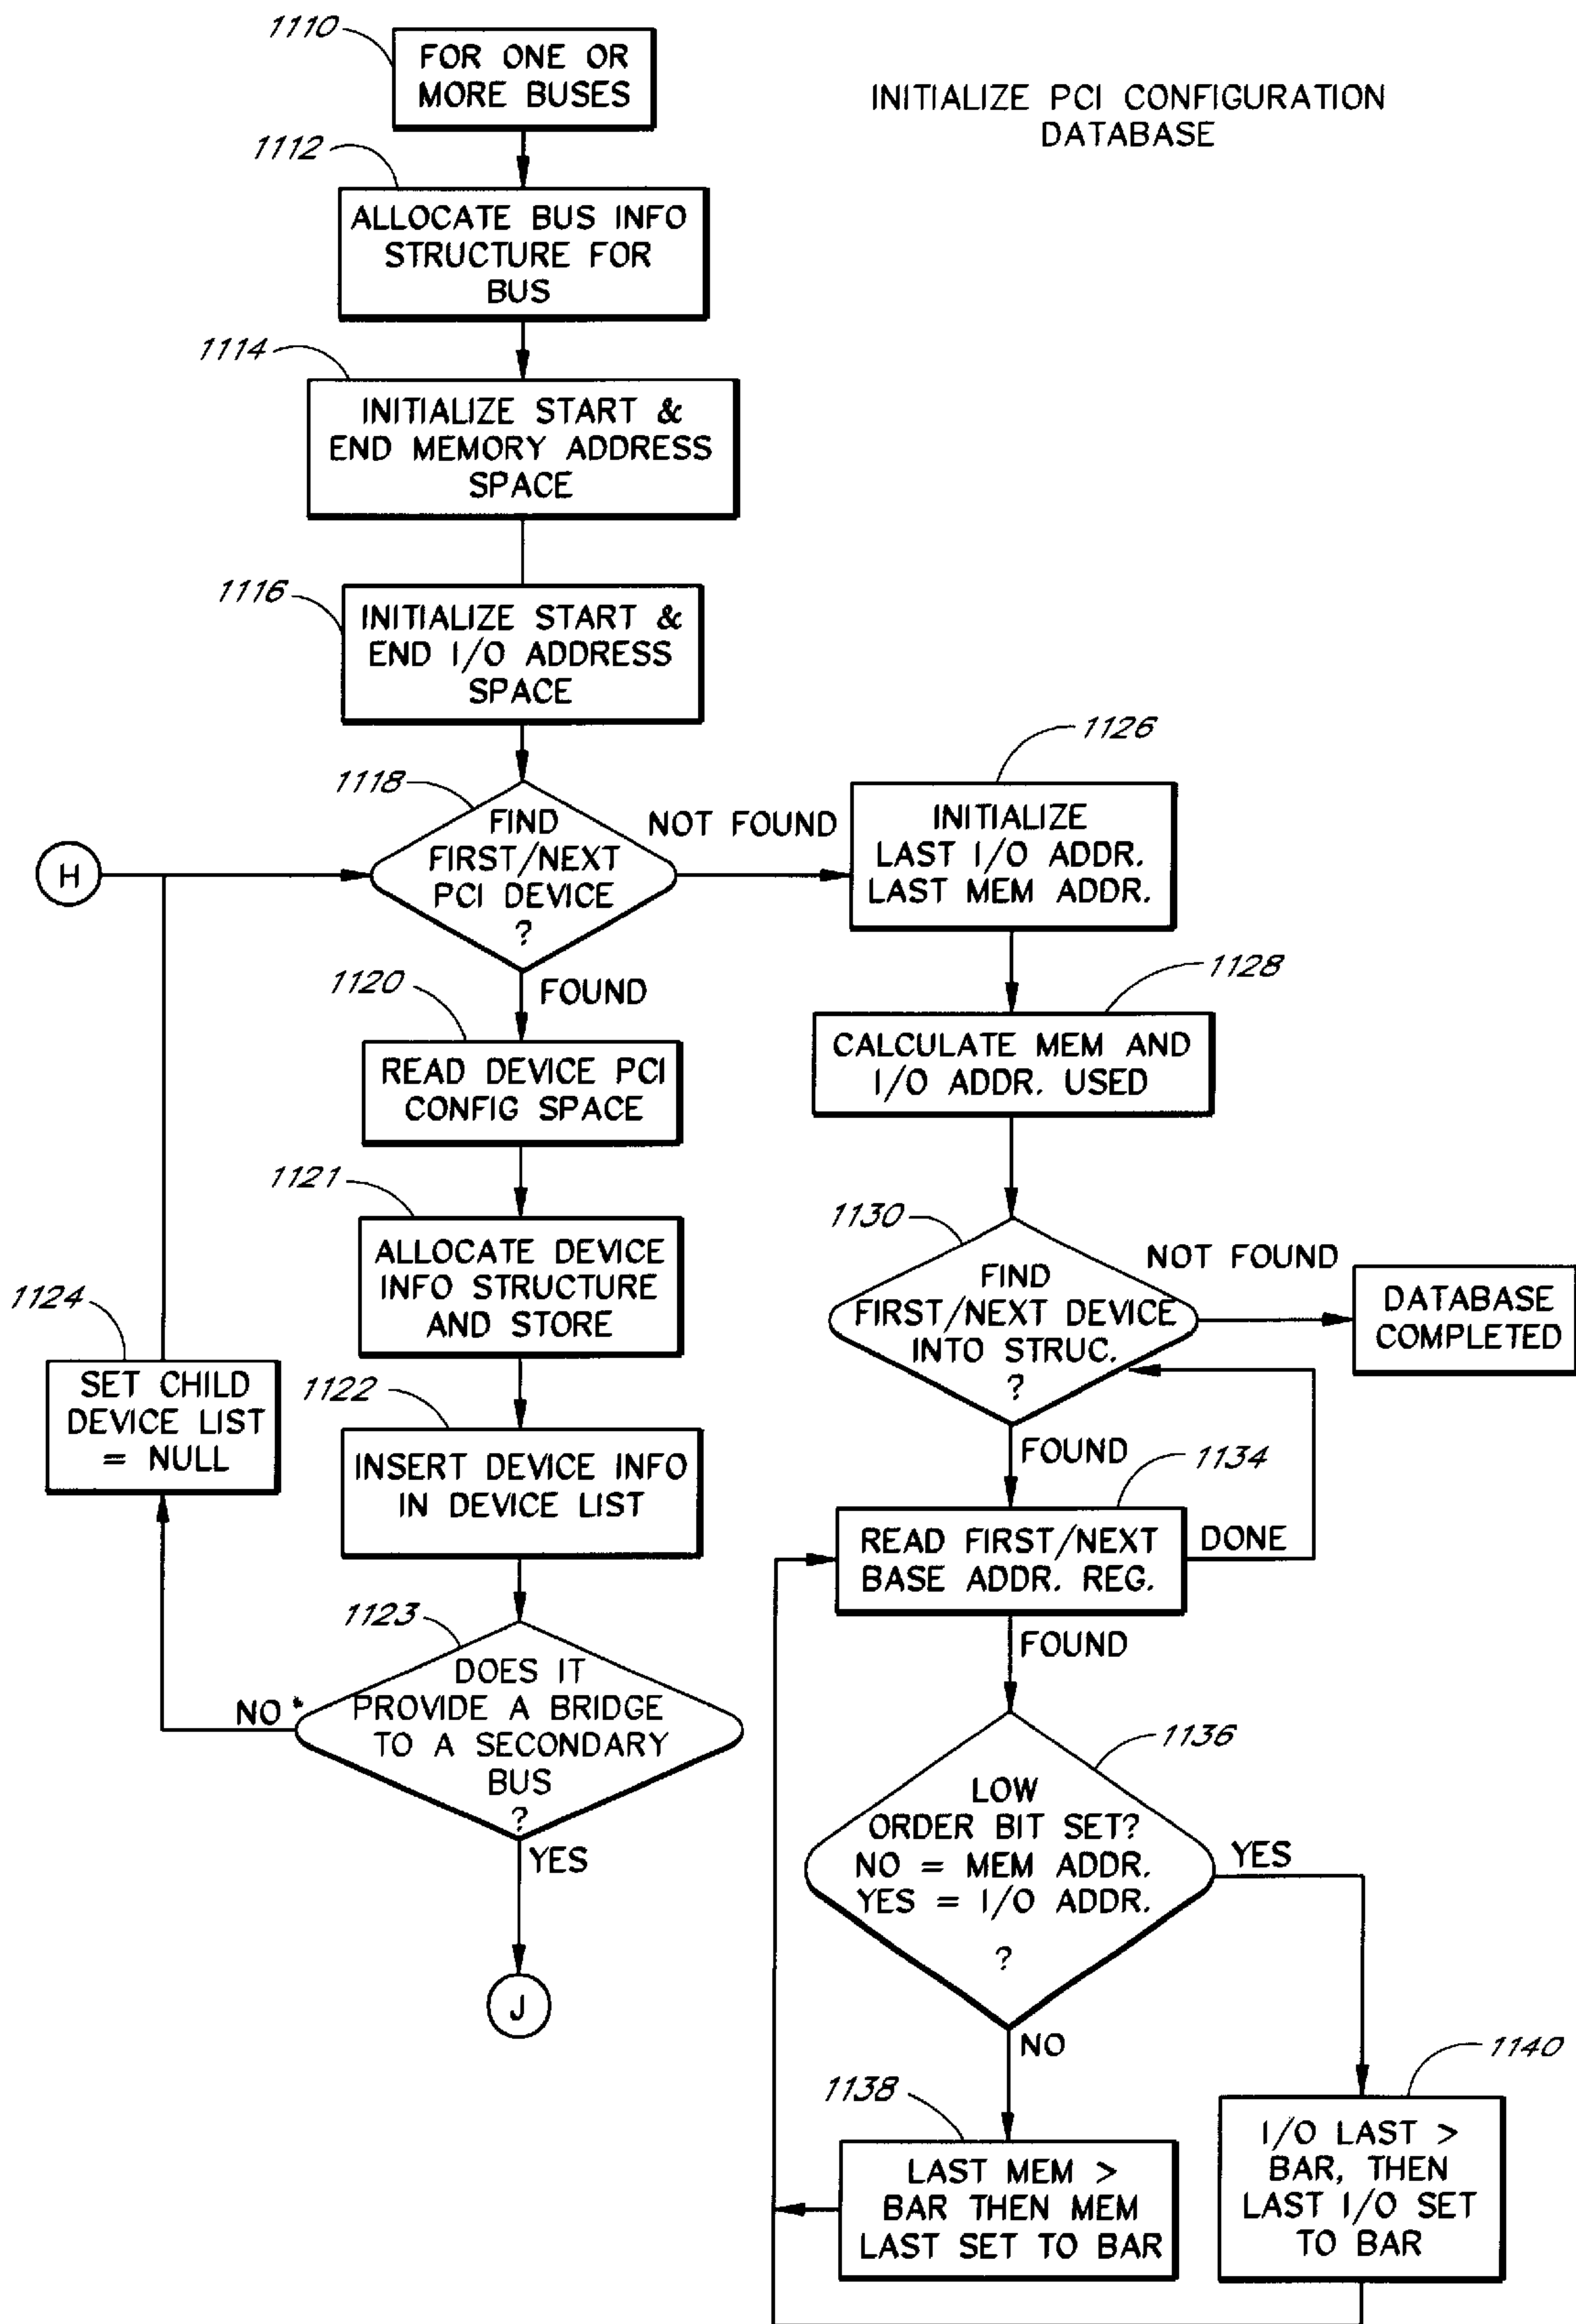 1110
FOR ONE OR
MORE BUSES
INITIALIZE PCI CONFIGURATION
DATABASE
1112
ALLOCATE BUS INFO
STRUCTURE FOR
BUS
1114
INITIALIZE START &
END MEMORY ADDRESS
SPACE
1116
INITIALIZE START &
END I/O ADDRESS
SPACE
1118
FIND
FIRST/NEXT
PCI DEVICE
?
NOT FOUND
FOUND
H
1126
INITIALIZE
LAST I/O ADDR.
LAST MEM ADDR.
1120
READ DEVICE PCI
CONFIG SPACE
1128
CALCULATE MEM AND
I/O ADDR. USED
1121
ALLOCATE DEVICE
INFO STRUCTURE
AND STORE
1130
FIND
FIRST/NEXT DEVICE
INTO STRUC.
?
NOT FOUND
DATABASE
COMPLETED
FOUND
1124
SET CHILD
DEVICE LIST
= NULL
1122
INSERT DEVICE INFO
IN DEVICE LIST
1134
READ FIRST/NEXT
BASE ADDR. REG.
DONE
FOUND
1123
DOES IT
PROVIDE A BRIDGE
TO A SECONDARY
BUS
?
NO
YES
J
1136
LOW
ORDER BIT SET?
NO = MEM ADDR.
YES = I/O ADDR.
?
YES
NO
1138
LAST MEM >
BAR THEN MEM
LAST SET TO BAR
1140
I/O LAST >
BAR, THEN
LAST I/O SET
TO BAR